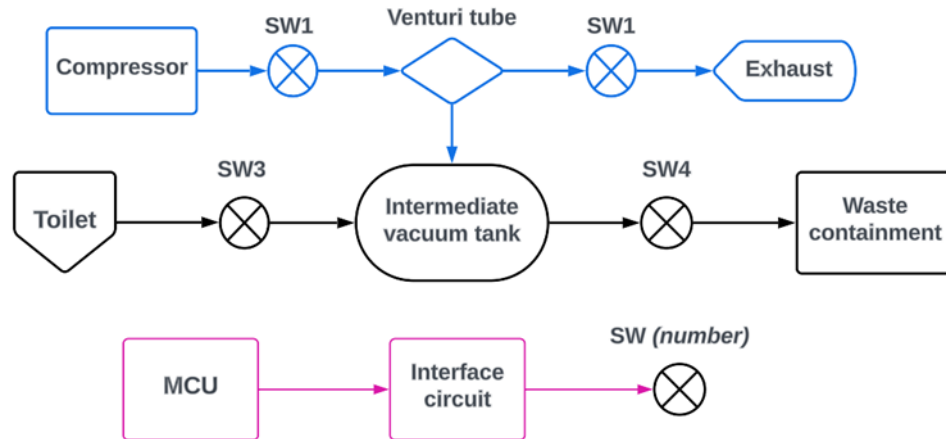 SW1
Venturi tube
SW1
Compressor
Exhaust
SW3
SW4
Toilet
Intermediate
vacuum tank
Waste
containment
SW (number)
MCU
Interface
circuit